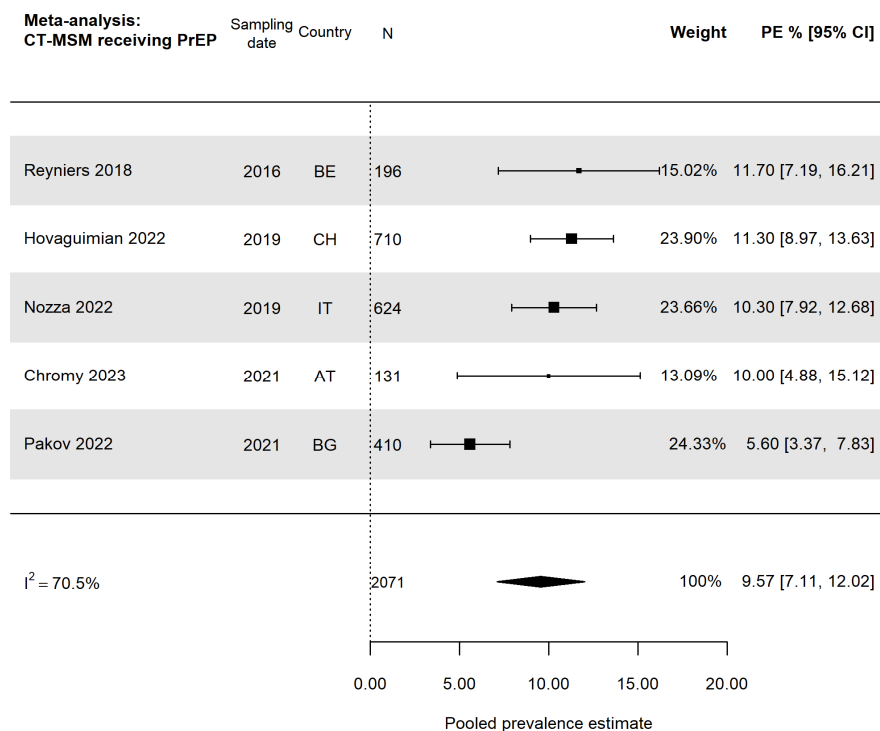 Meta-analysis:
CT-MSM receiving PrEP
Sampling
date
Country
N
Weight
PE % [95% CI]
Reyniers 2018 2016 BE 196 15.02% 11.70 [7.19, 16.21]
Hovaguimian 2022 2019 CH 710 23.90% 11.30 [8.97, 13.63]
Nozza 2022 2019 IT 624 23.66% 10.30 [7.92, 12.68]
Chromy 2023 2021 AT 131 13.09% 10.00 [4.88, 15.12]
Pakov 2022 2021 BG 410 24.33% 5.60 [3.37, 7.83]
I² = 70.5% 2071 100% 9.57 [7.11, 12.02]
0.00 5.00 10.00 15.00 20.00
Pooled prevalence estimate